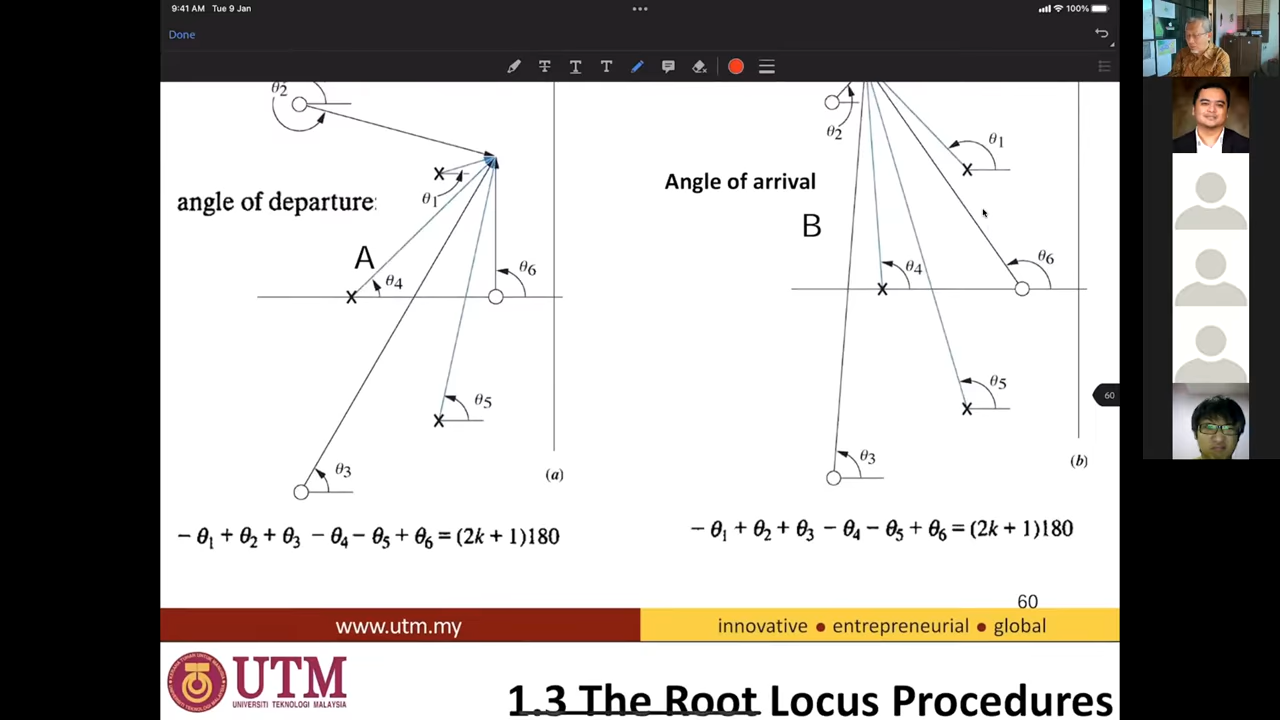 9:41 AM Tue 9 Jan
100%
Done
T T T
θ2
θ1
angle of departure:
A
θ4
θ6
θ5
θ3
(a)
− θ1 + θ2 + θ3 − θ4 − θ5 + θ6 = (2k + 1)180
θ2
θ1
Angle of arrival
B
θ4
θ6
θ5
60
θ3
(b)
− θ1 + θ2 + θ3 − θ4 − θ5 + θ6 = (2k + 1)180
60
www.utm.my
innovative ● entrepreneurial ● global
UTM
UNIVERSITI TEKNOLOGI MALAYSIA
1.3 The Root Locus Procedures